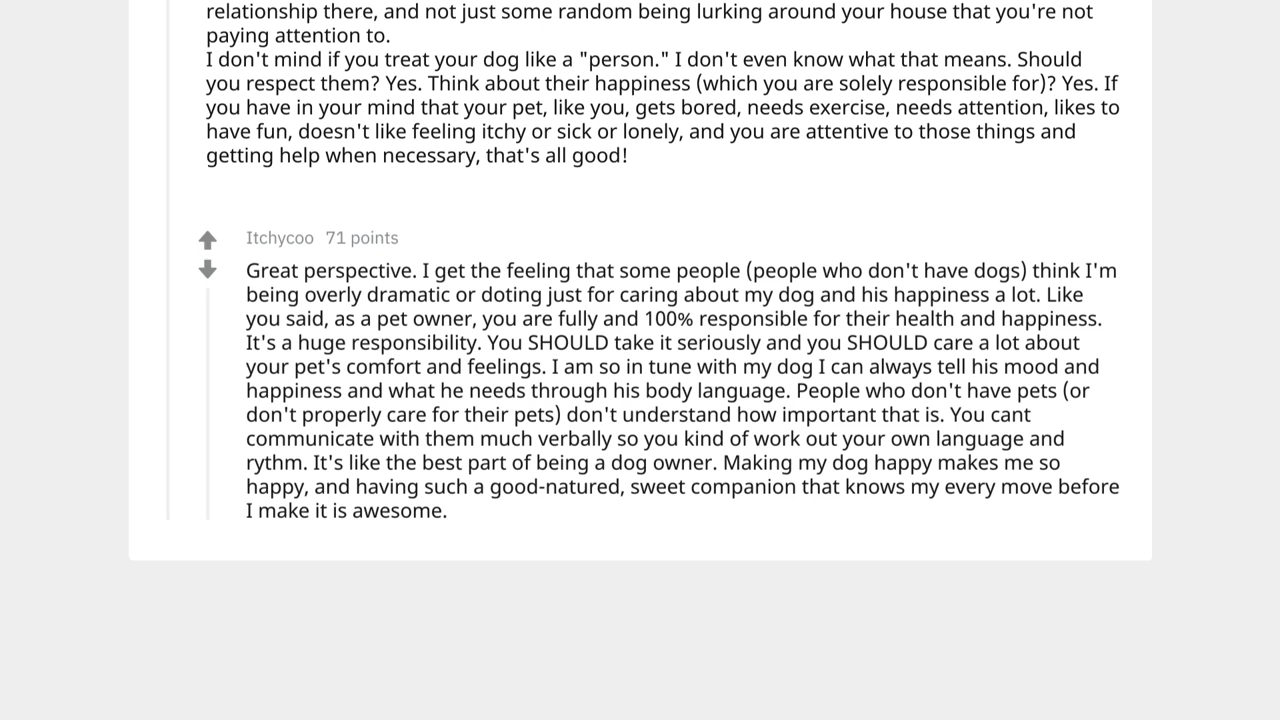 relationship there, and not just some random being lurking around your house that you're not
paying attention to.
I don't mind if you treat your dog like a "person." I don't even know what that means. Should
you respect them? Yes. Think about their happiness (which you are solely responsible for)? Yes. If
you have in your mind that your pet, like you, gets bored, needs exercise, needs attention, likes to
have fun, doesn't like feeling itchy or sick or lonely, and you are attentive to those things and
getting help when necessary, that's all good!
Itchycoo 71 points
Great perspective. I get the feeling that some people (people who don't have dogs) think I'm
being overly dramatic or doting just for caring about my dog and his happiness a lot. Like
you said, as a pet owner, you are fully and 100% responsible for their health and happiness.
It's a huge responsibility. You SHOULD take it seriously and you SHOULD care a lot about
your pet's comfort and feelings. I am so in tune with my dog I can always tell his mood and
happiness and what he needs through his body language. People who don't have pets (or
don't properly care for their pets) don't understand how important that is. You cant
communicate with them much verbally so you kind of work out your own language and
rythm. It's like the best part of being a dog owner. Making my dog happy makes me so
happy, and having such a good-natured, sweet companion that knows my every move before
I make it is awesome.